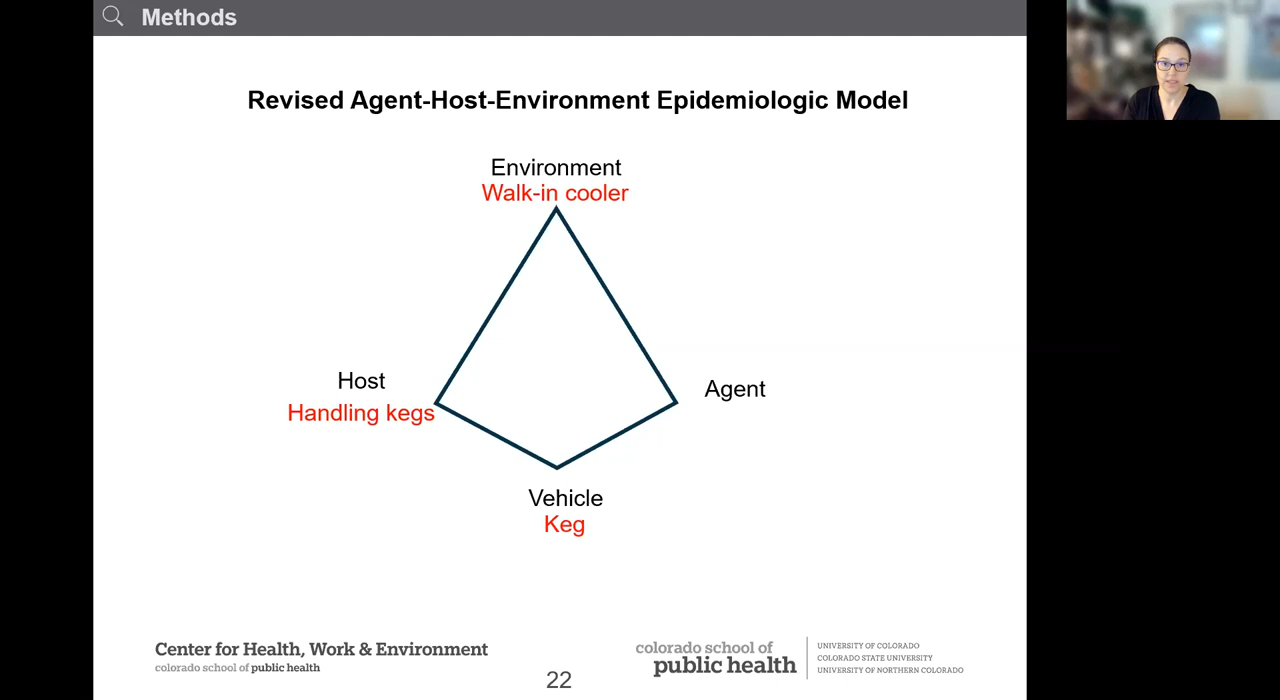 Methods
Revised Agent-Host-Environment Epidemiologic Model
Environment
Walk-in cooler
Host
Handling kegs
Agent
Vehicle
Keg
Center for Health, Work & Environment
colorado school of public health
22
colorado school of
public health
UNIVERSITY OF COLORADO
COLORADO STATE UNIVERSITY
UNIVERSITY OF NORTHERN COLORADO